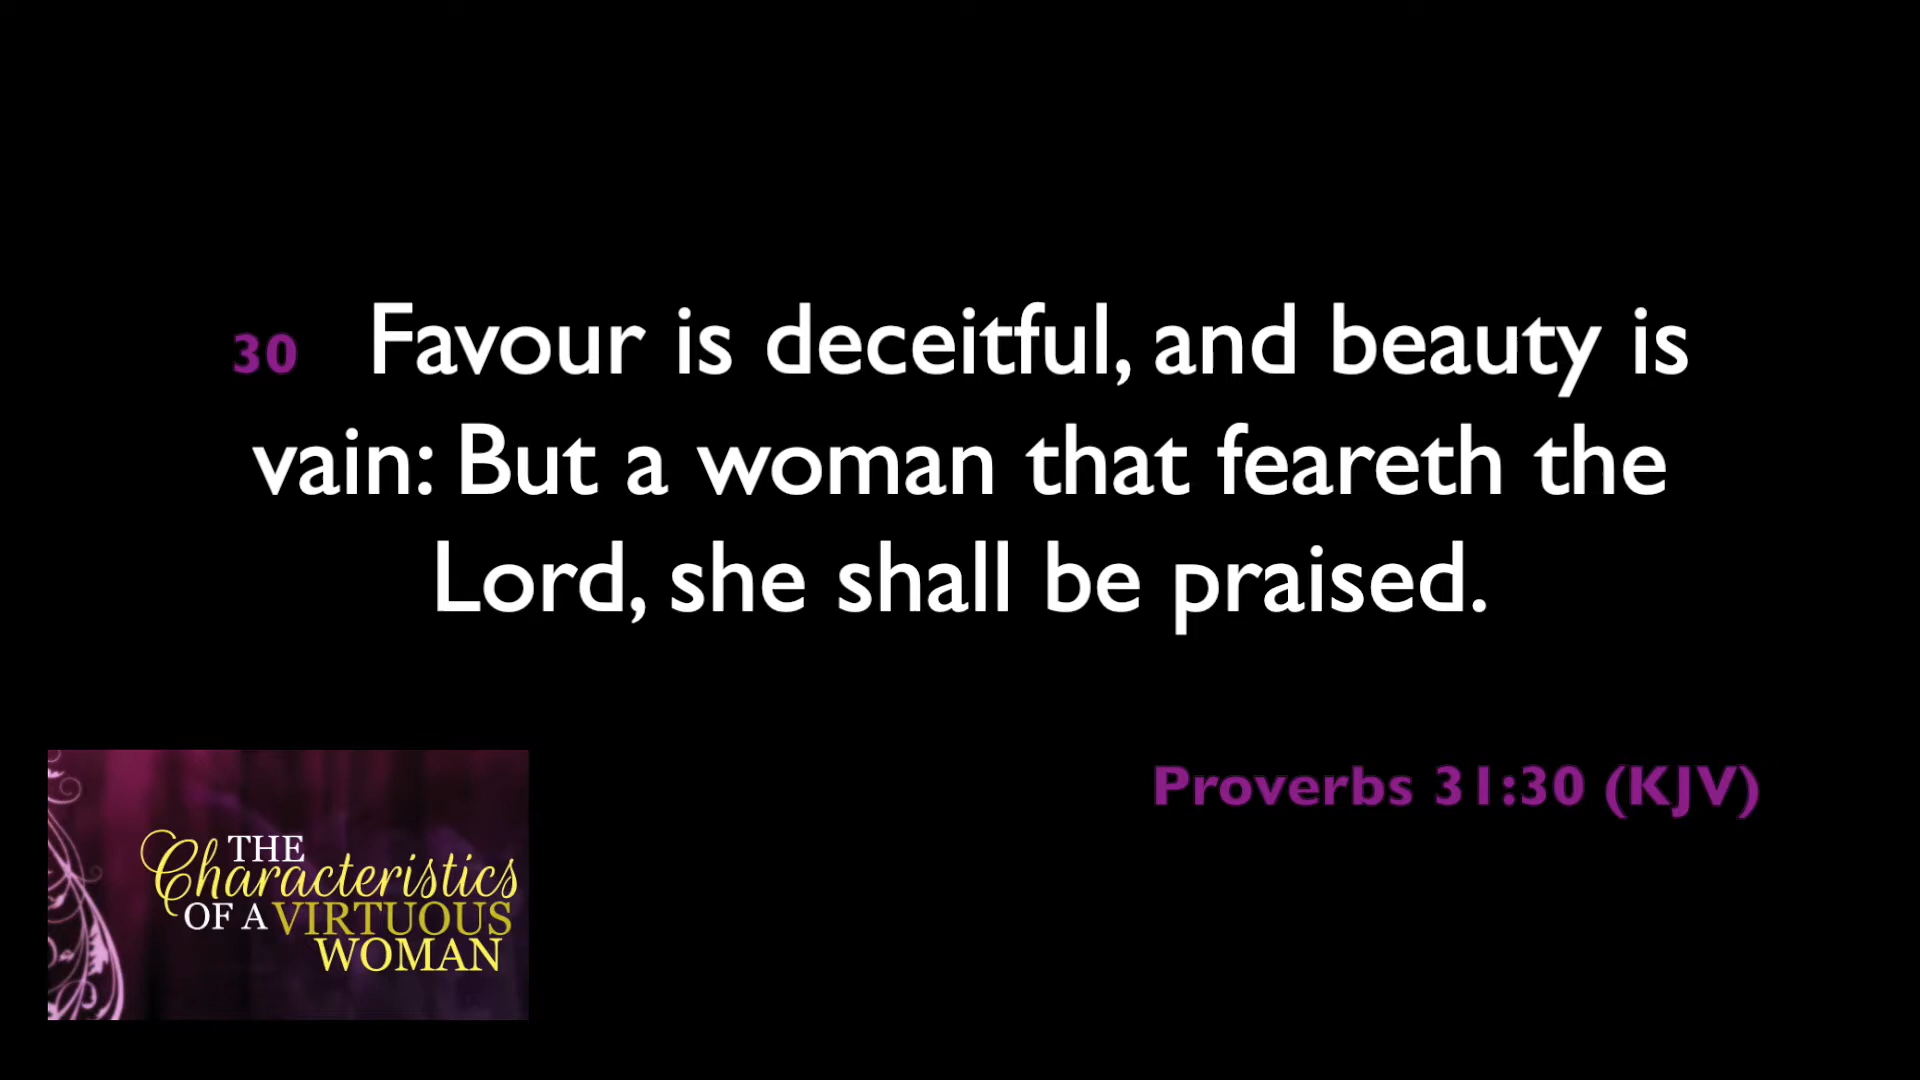 30 Favour is deceitful, and beauty is
vain: But a woman that feareth the
Lord, she shall be praised.
Proverbs 31:30 (KJV)
THE
Characteristics
OF A VIRTUOUS
WOMAN